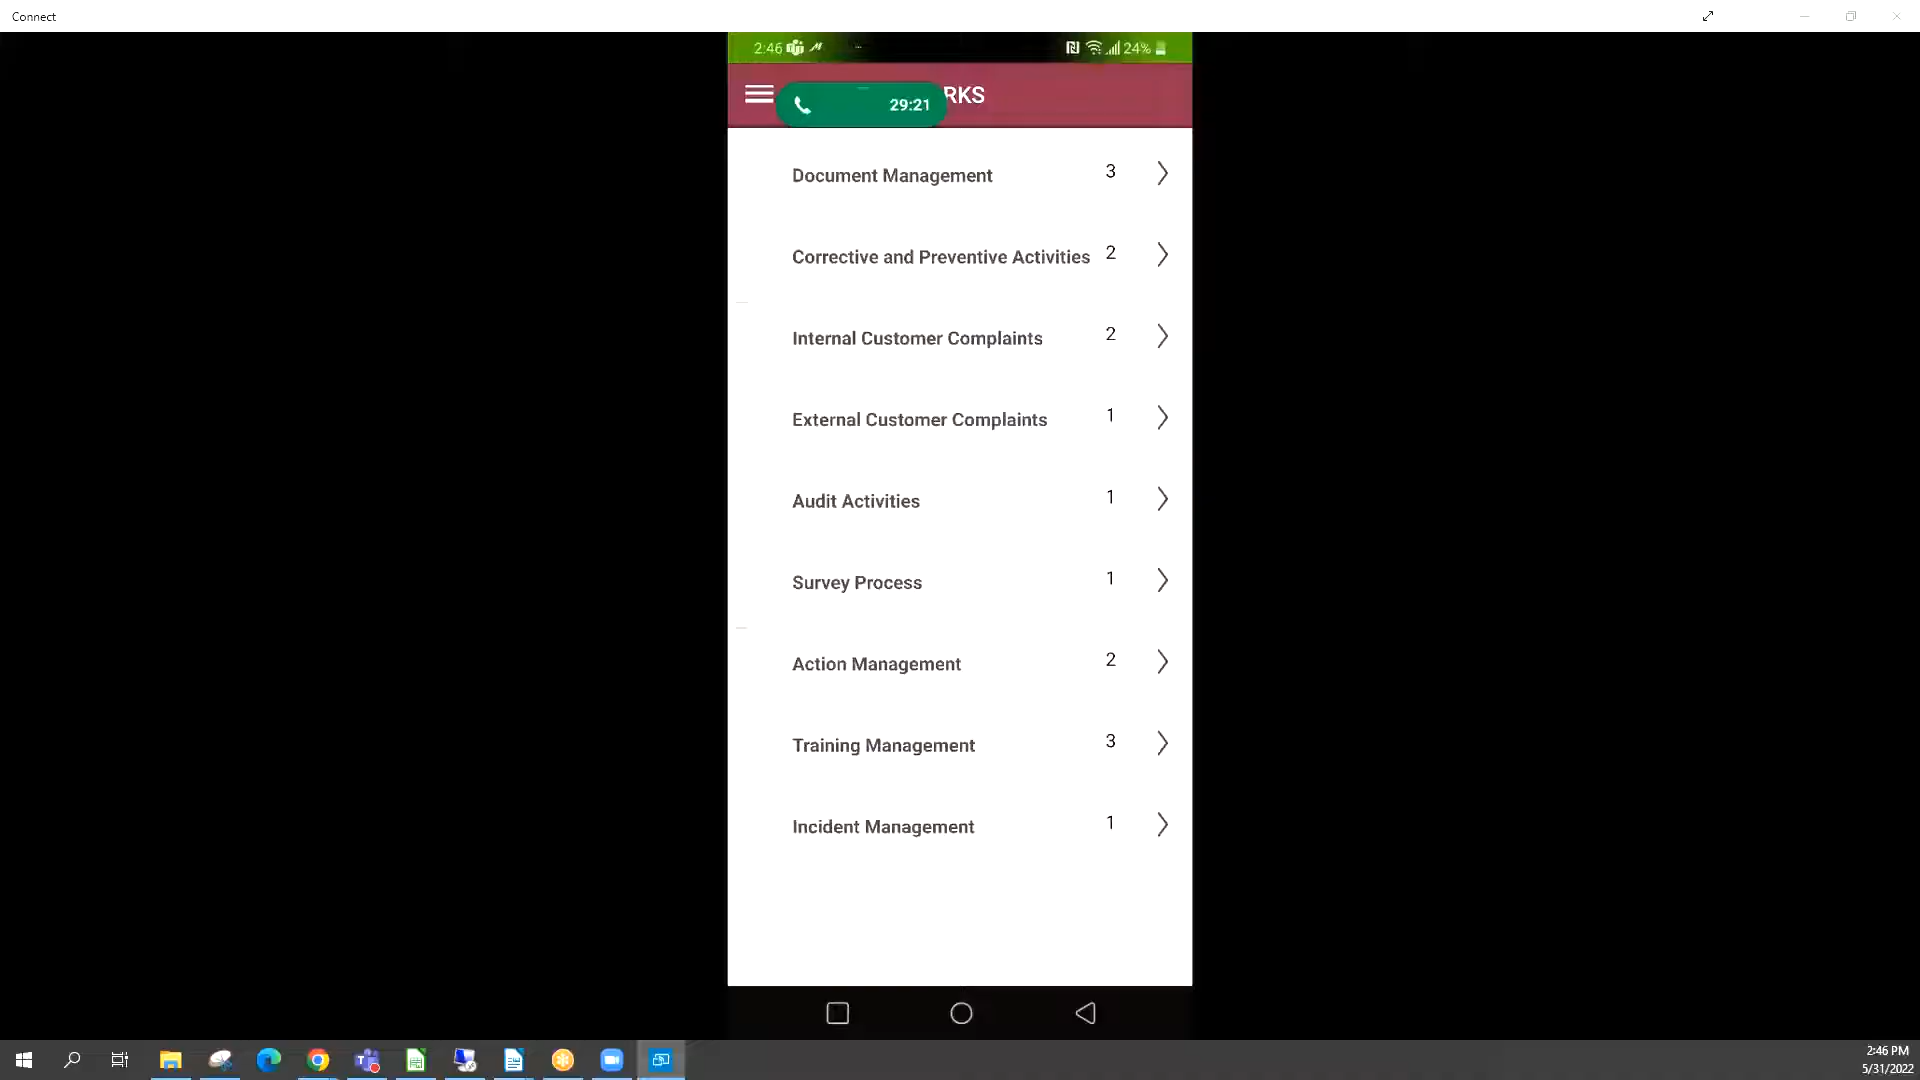 Connect
2:46 24%
29:21 RKS
Document Management 3
Corrective and Preventive Activities 2
Internal Customer Complaints 2
External Customer Complaints 1
Audit Activities 1
Survey Process 1
Action Management 2
Training Management 3
Incident Management 1
2:46 PM
5/31/2022